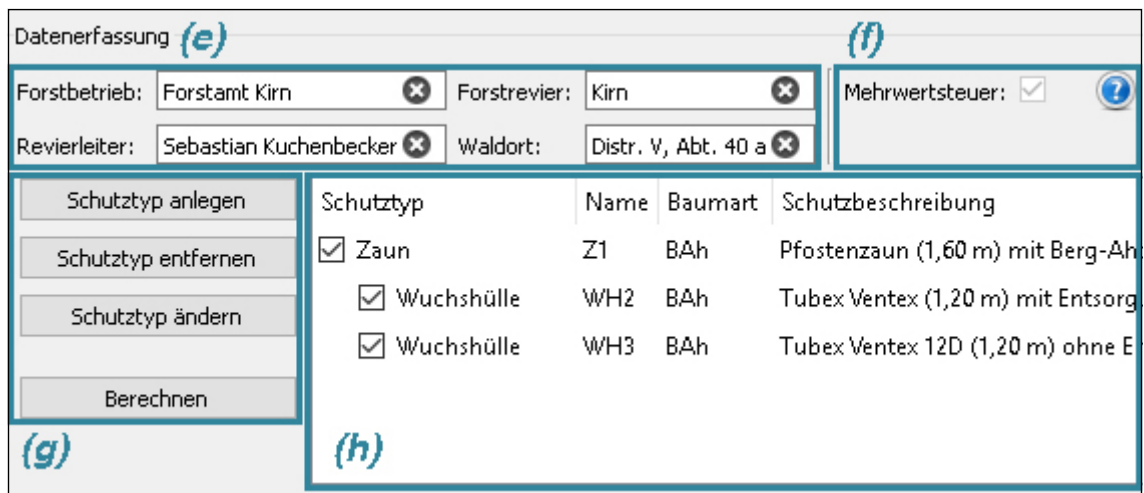 Datenerfassung (e) (f)
Forstbetrieb: Forstamt Kirn Forstrevier: Kirn Mehrwertsteuer: ?
Revierleiter: Sebastian Kuchenbecker Waldort: Distr. V, Abt. 40 a
Schutztyp anlegen
Schutztyp entfernen
Schutztyp ändern
Berechnen
(g)
Schutztyp Name Baumart Schutzbeschreibung
Zaun Z1 BAh Pfostenzaun (1,60 m) mit Berg-Ah
Wuchshülle WH2 BAh Tubex Ventex (1,20 m) mit Entsorg
Wuchshülle WH3 BAh Tubex Ventex 12D (1,20 m) ohne E
(h)